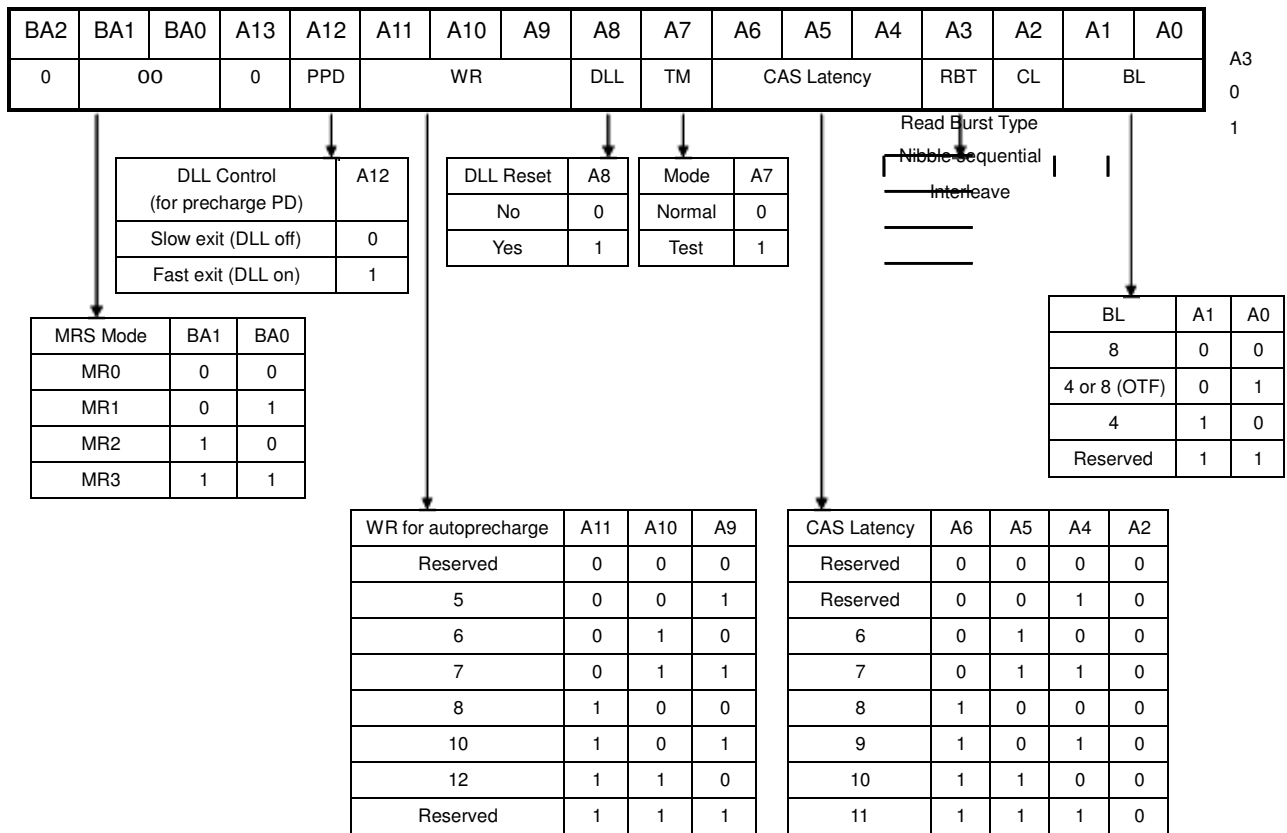 BA2 BA1 BA0 A13 A12 A11 A10 A9 A8 A7 A6 A5 A4 A3 A2 A1 A0
0 00 0 PPD WR DLL TM CAS Latency RBT CL BL
A3
0
1
Read Burst Type
Nibble sequential
Interleave
DLL Control A12
(for precharge PD)
Slow exit (DLL off) 0
Fast exit (DLL on) 1
DLL Reset A8
No 0
Yes 1
Mode A7
Normal 0
Test 1
MRS Mode BA1 BA0
MR0 0 0
MR1 0 1
MR2 1 0
MR3 1 1
BL A1 A0
8 0 0
4 or 8 (OTF) 0 1
4 1 0
Reserved 1 1
WR for autoprecharge A11 A10 A9
Reserved 0 0 0
5 0 0 1
6 0 1 0
7 0 1 1
8 1 0 0
10 1 0 1
12 1 1 0
Reserved 1 1 1
CAS Latency A6 A5 A4 A2
Reserved 0 0 0 0
Reserved 0 0 1 0
6 0 1 0 0
7 0 1 1 0
8 1 0 0 0
9 1 0 1 0
10 1 1 0 0
11 1 1 1 0